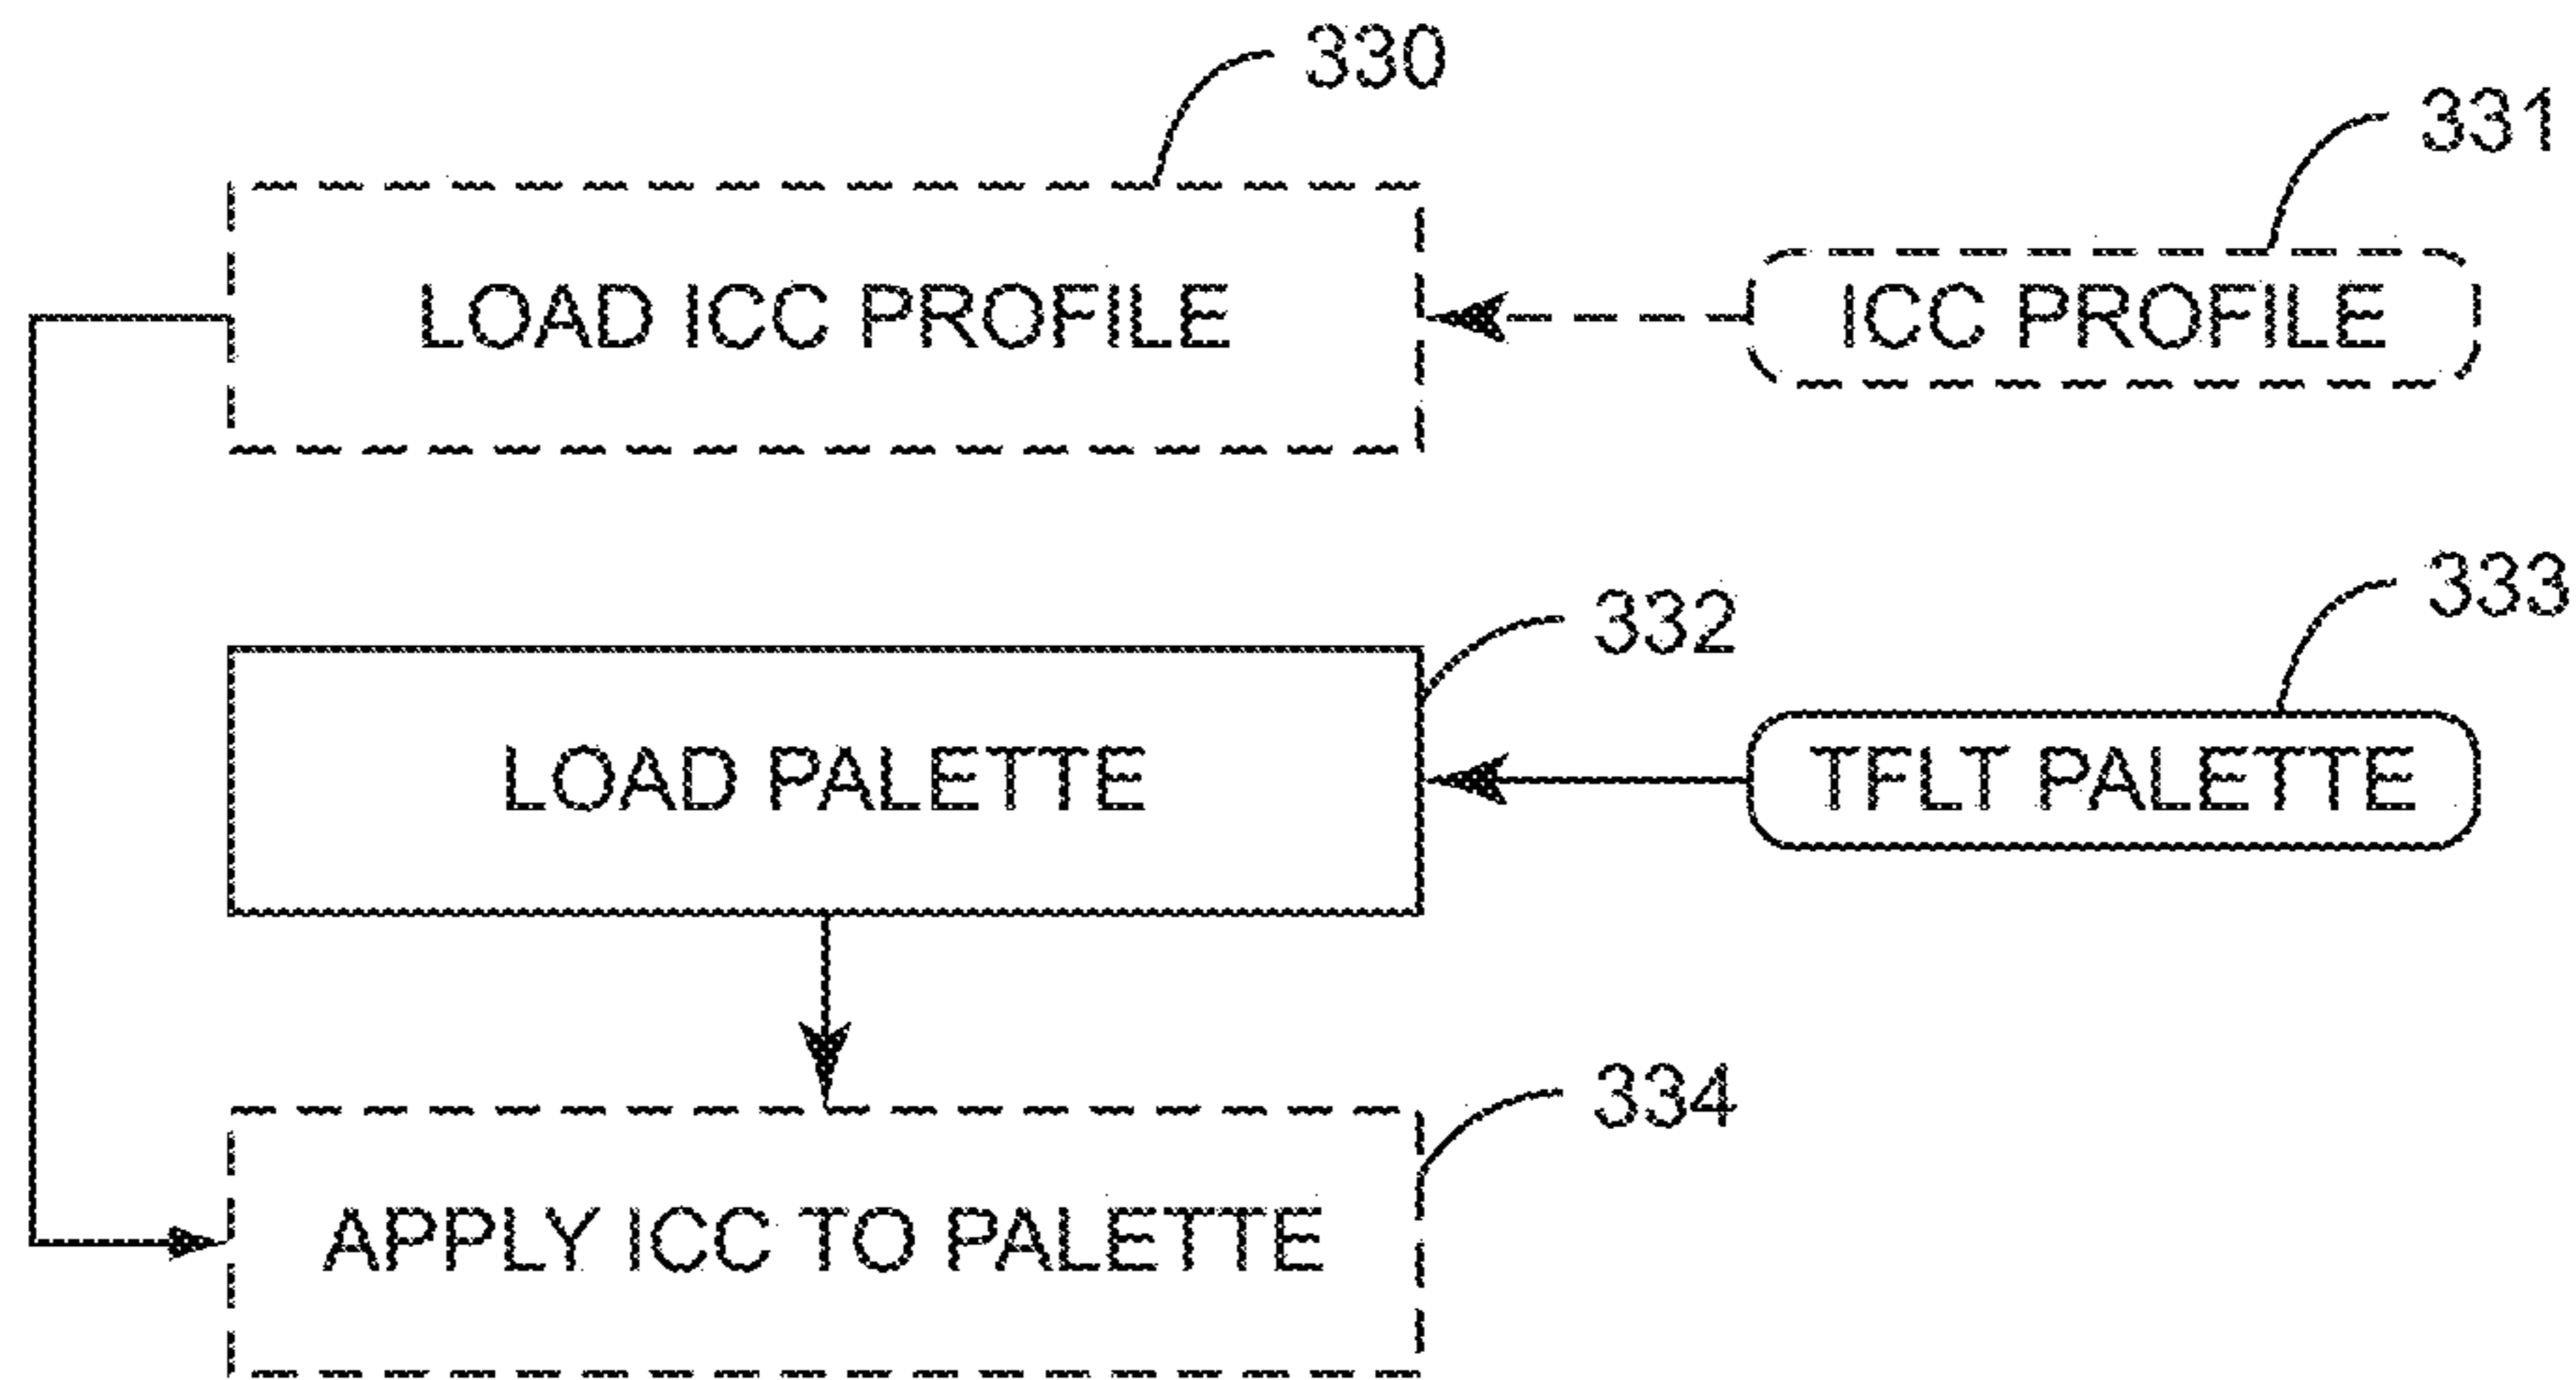 330
331
LOAD ICC PROFILE
ICC PROFILE
332
333
LOAD PALETTE
TFLT PALETTE
334
APPLY ICC TO PALETTE